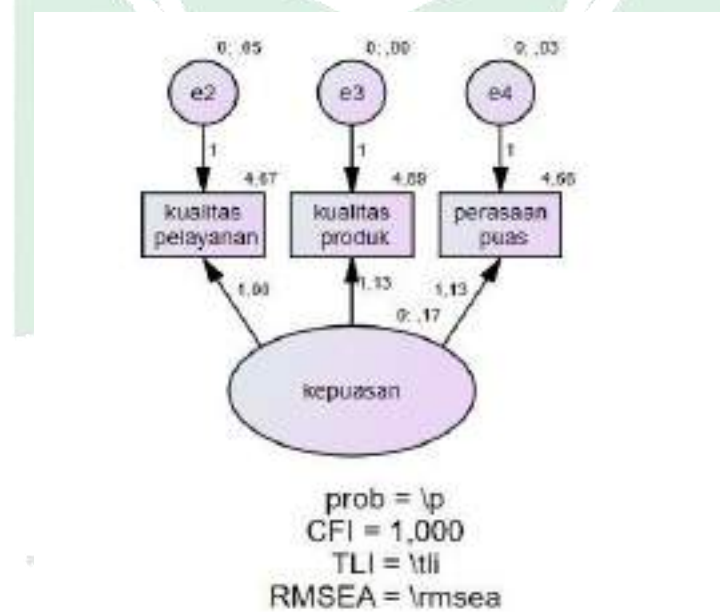 0; ,05
0; ,00
0; ,03
e2
e3
e4
1
1
1
4,67
4,69
4,66
kualitas
pelayanan
kualitas
produk
perasaan
puas
1,00
1,13
1,13
0; ,17
kepuasan
prob = \p
CFI = 1,000
TLI = \tli
RMSEA = \rmsea